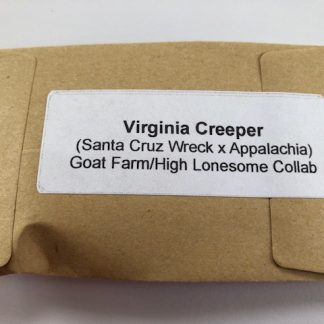 Virginia Creeper
(Santa Cruz Wreck x Appalachia)
Goat Farm/High Lonesome Collab